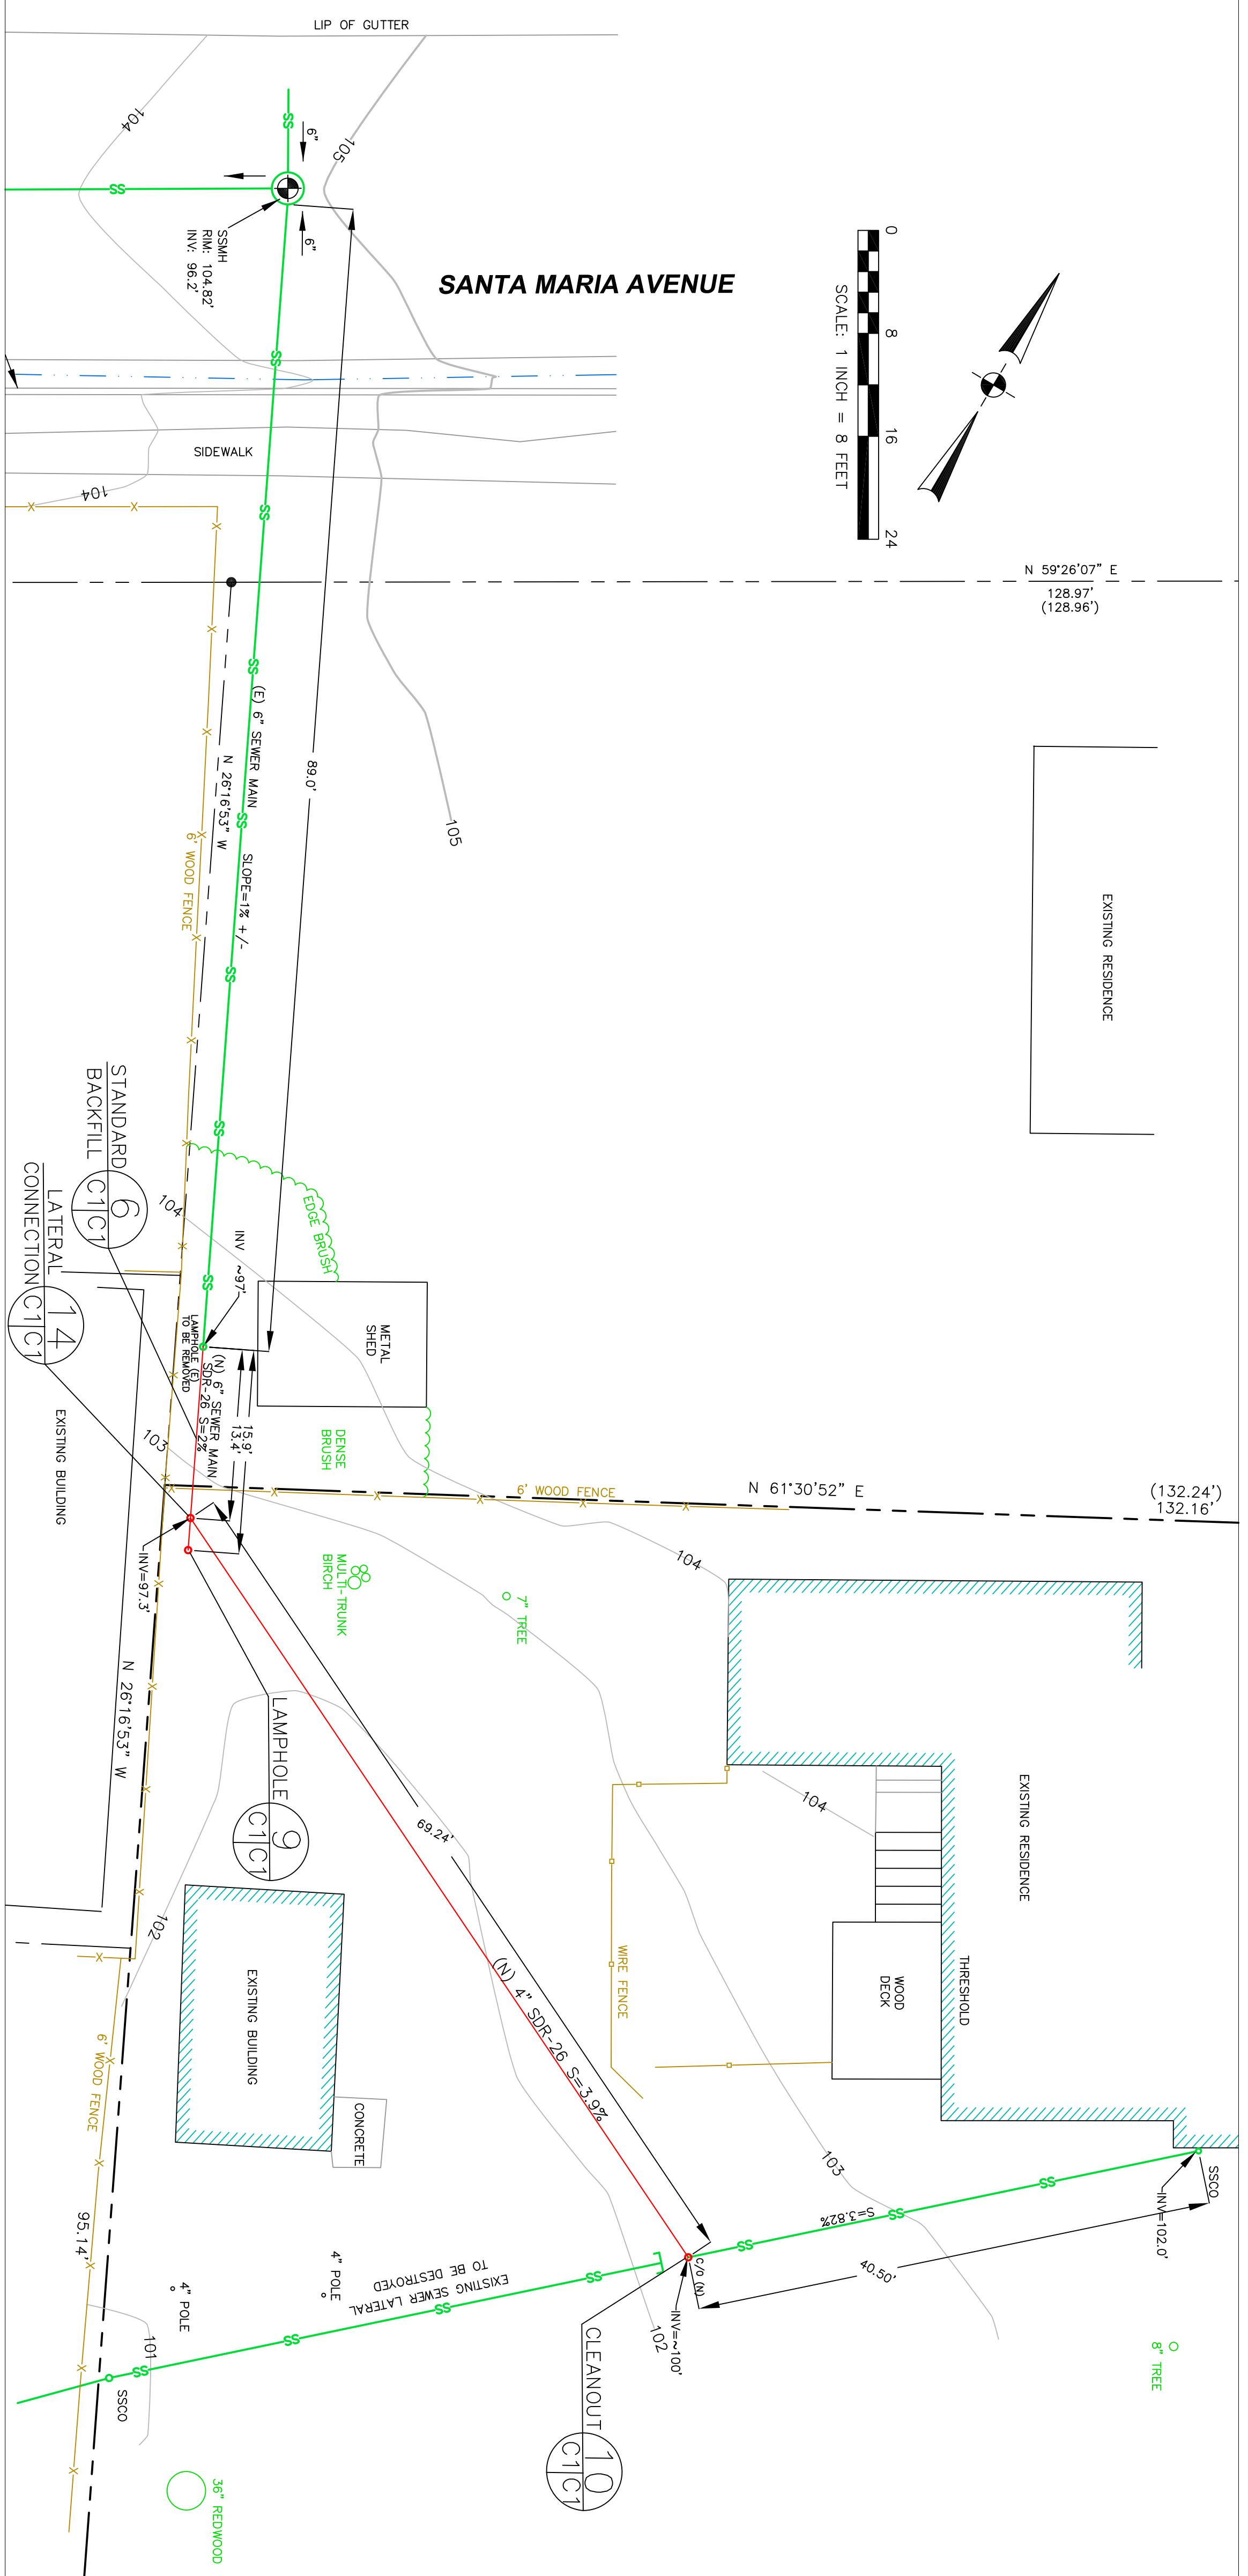 LIP OF GUTTER
104
105
SS
6"
SS
6"
SSMH
RIM: 104.82'
INV: 96.2'
SANTA MARIA AVENUE
0
8
16
24
SCALE: 1 INCH = 8 FEET
SS
SIDEWALK
104
SS
N 59°26'07" E
128.97'
(128.96')
SS
(E) 6" SEWER MAIN
SLOPE=1% +/-
N 26°16'53" W
6' WOOD FENCE
89.0'
105
SS
SS
SS
SS
EXISTING RESIDENCE
STANDARD
BACKFILL
6
C1 C1
LATERAL
CONNECTION
14
C1 C1
104
EDGE BRUSH
INV ~97'
METAL
SHED
LAMPHOLE (E)
TO BE REMOVED
(N) 6" SEWER MAIN
SDR-26 S=2%
15.9'
13.4'
103
DENSE
BRUSH
EXISTING BUILDING
6' WOOD FENCE
N 61°30'52" E
(132.24')
132.16'
INV=97.3'
MULTI-TRUNK
BIRCH
7" TREE
104
N 26°16'53" W
LAMPHOLE
9
C1 C1
69.24'
104
EXISTING RESIDENCE
102
EXISTING BUILDING
CONCRETE
WIRE FENCE
WOOD
DECK
THRESHOLD
(N) 4" SDR-26 S=3.9%
6' WOOD FENCE
95.14'
103
SSCO
INV=102.0'
SS
SS
S=3.82%
SS
40.50'
C/O (N)
INV=~100'
SS
EXISTING SEWER LATERAL
TO BE DESTROYED
SS
SS
SS
4" POLE
4" POLE
101
102
SSCO
CLEANOUT
10
C1 C1
8" TREE
36" REDWOOD